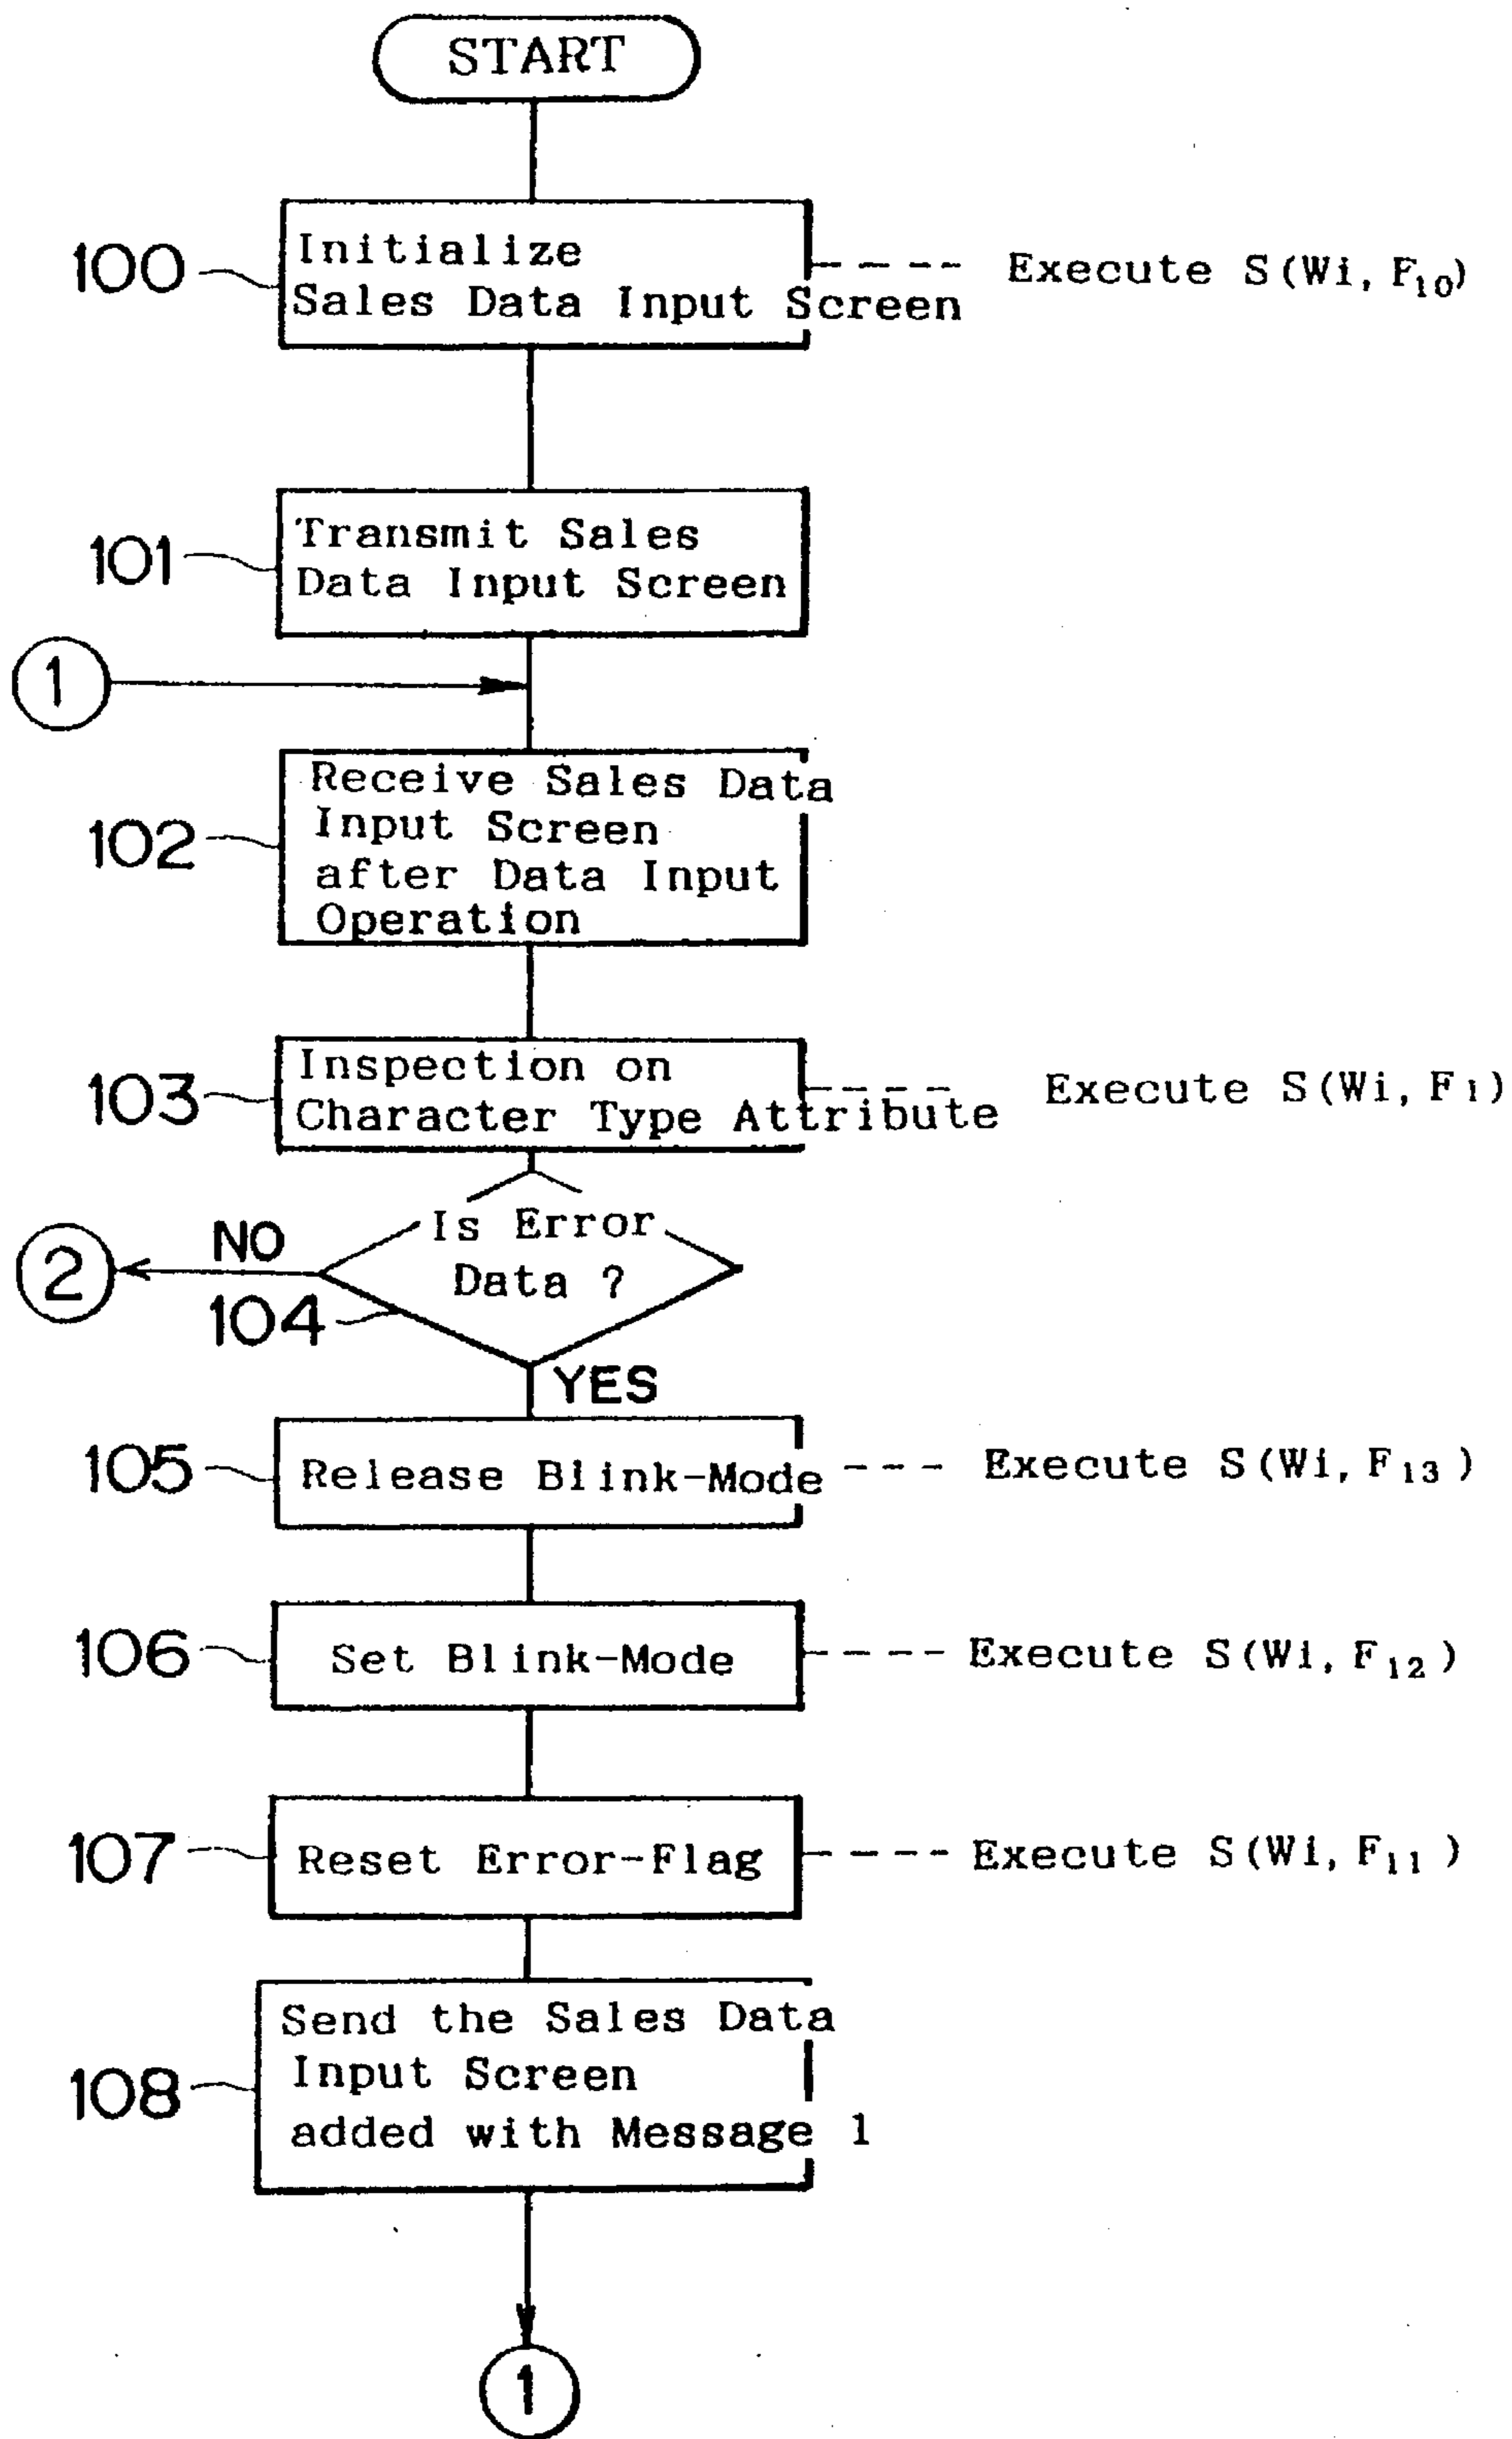 START
100
Initialize
Sales Data Input Screen
Execute S(Wi, F₁₀)
101
Transmit Sales
Data Input Screen
1
102
Receive Sales Data
Input Screen
after Data Input
Operation
103
Inspection on
Character Type Attribute
Execute S(Wi, F₁)
Is Error
Data ?
NO
2
104
YES
105
Release Blink-Mode
Execute S(Wi, F₁₃)
106
Set Blink-Mode
Execute S(Wi, F₁₂)
107
Reset Error-Flag
Execute S(Wi, F₁₁)
108
Send the Sales Data
Input Screen
added with Message 1
1